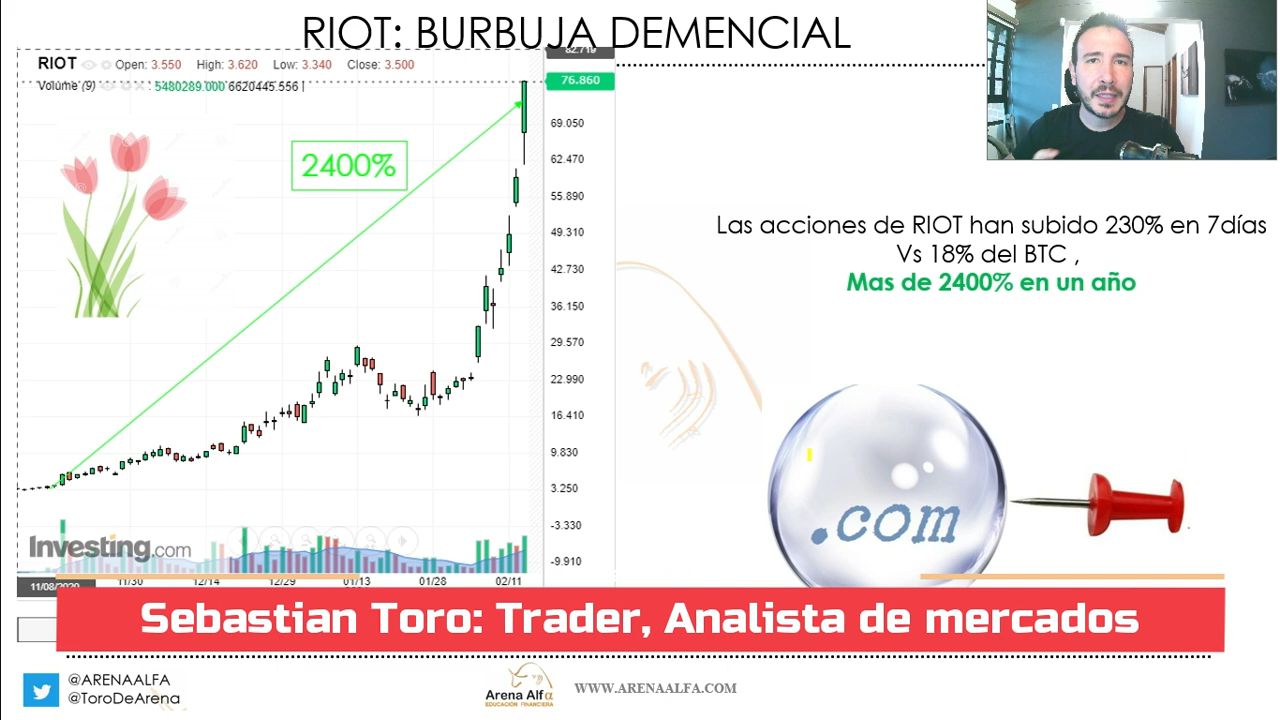 RIOT: BURBUJA DEMENCIAL
RIOT Open: 3.550 High: 3.620 Low: 3.340 Close: 3.500
Volume (9) : 5480289.000 6620445.556
82.719
76.860
69.050
62.470
55.890
49.310
42.730
36.150
29.570
22.990
16.410
9.830
3.250
-3.330
-9.910
2400%
Las acciones de RIOT han subido 230% en 7días
Vs 18% del BTC ,
Mas de 2400% en un año
.com
Investing.com
11/08/2020 11/30 12/14 12/29 01/13 01/28 02/11
Sebastian Toro: Trader, Analista de mercados
@ARENAALFA
@ToroDeArena
Arena Alfα
EDUCACIÓN FINANCIERA
WWW.ARENAALFA.COM